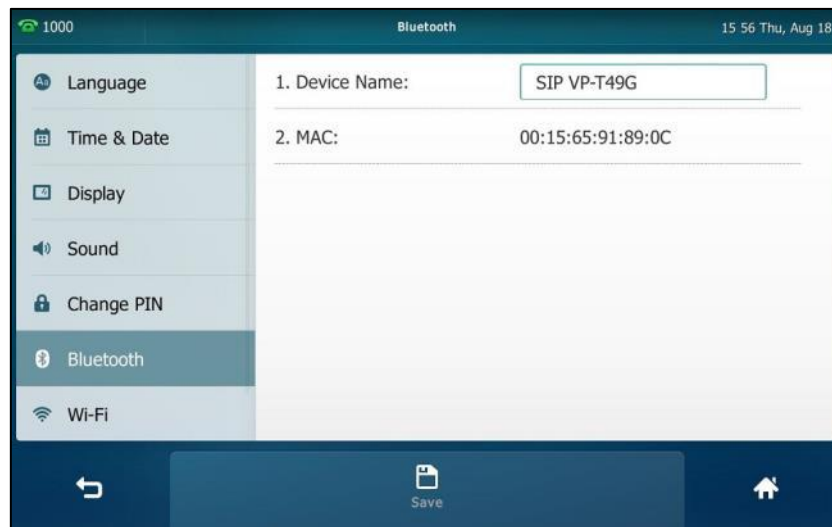 1000 Bluetooth 15 56 Thu, Aug 18
Language
Time & Date
Display
Sound
Change PIN
Bluetooth
Wi-Fi
1. Device Name: SIP VP-T49G
2. MAC: 00:15:65:91:89:0C
Save